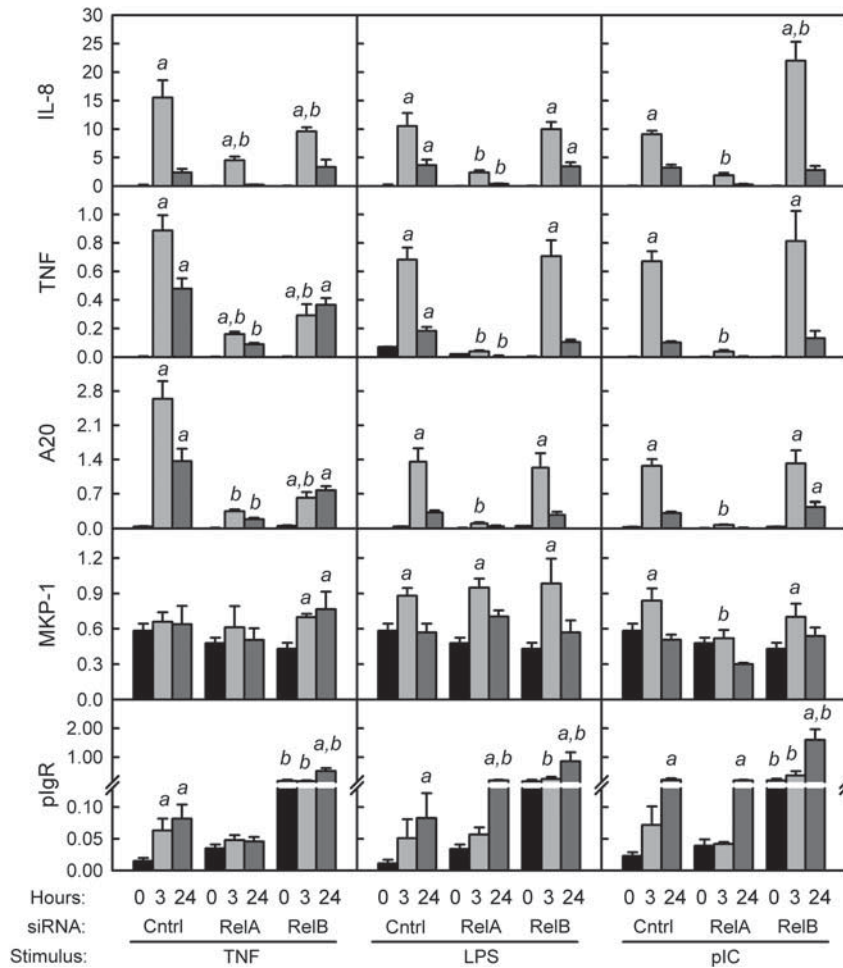 IL-8
30
25
20
15
10
5
0
a
a,b
a,b
a
b
b
a
a
a
b
a,b
TNF
1.0
0.8
0.6
0.4
0.2
0.0
a
a
a,b
b
a,b
a
a
a
b
b
a
a
b
a
A20
2.8
2.1
1.4
0.7
0.0
a
a
b
b
a,b
a
a
b
a
a
b
a
a
MKP-1
1.2
0.9
0.6
0.3
0.0
a
a
a
a
a
a
b
a
pIgR
2.00
1.00
0.10
0.05
0.00
a
a
b
b
a,b
a
a,b
b
a,b
a
a
b
b
a,b
Hours: 0 3 24 0 3 24 0 3 24 0 3 24 0 3 24 0 3 24 0 3 24 0 3 24 0 3 24
siRNA: Cntrl RelA RelB Cntrl RelA RelB Cntrl RelA RelB
Stimulus: TNF LPS pIC